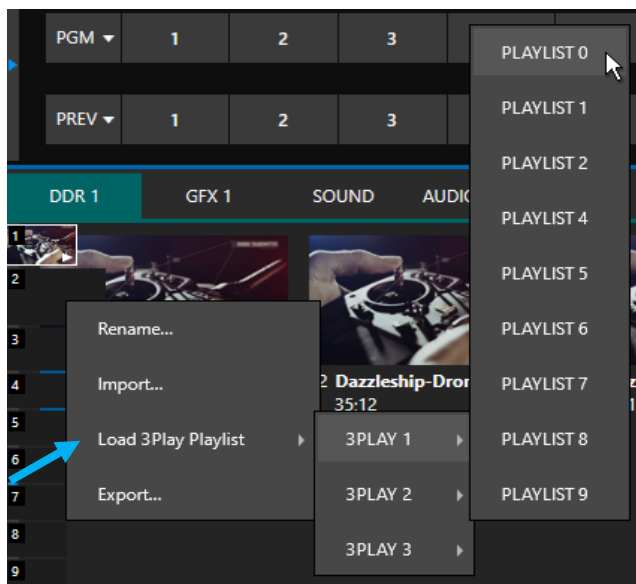 PGM 1 2 3
PLAYLIST 0
PLAYLIST 1
PREV 1 2 3
PLAYLIST 2
DDR 1 GFX 1 SOUND
PLAYLIST 4
1
2
PLAYLIST 5
Rename...
PLAYLIST 6
3
4 Import... 2 Dazzleship-Dron
PLAYLIST 7
35:12
5
Load 3Play Playlist 3PLAY 1 PLAYLIST 8
6
7 Export... 3PLAY 2 PLAYLIST 9
8
3PLAY 3
9